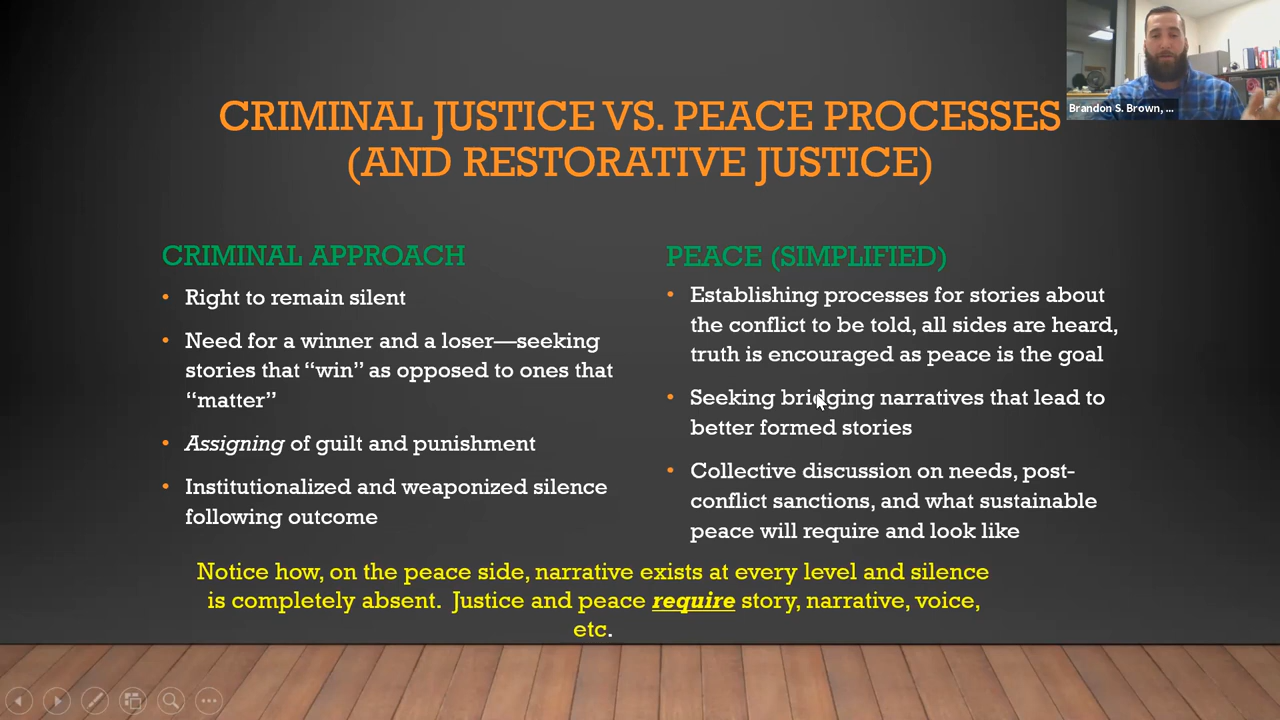 Brandon S. Brown, ...
CRIMINAL JUSTICE VS. PEACE PROCESSES
(AND RESTORATIVE JUSTICE)
CRIMINAL APPROACH
• Right to remain silent
• Need for a winner and a loser—seeking
stories that “win” as opposed to ones that
“matter”
• Assigning of guilt and punishment
• Institutionalized and weaponized silence
following outcome
PEACE (SIMPLIFIED)
• Establishing processes for stories about
the conflict to be told, all sides are heard,
truth is encouraged as peace is the goal
• Seeking bridging narratives that lead to
better formed stories
• Collective discussion on needs, post-
conflict sanctions, and what sustainable
peace will require and look like
Notice how, on the peace side, narrative exists at every level and silence
is completely absent. Justice and peace require story, narrative, voice,
etc.